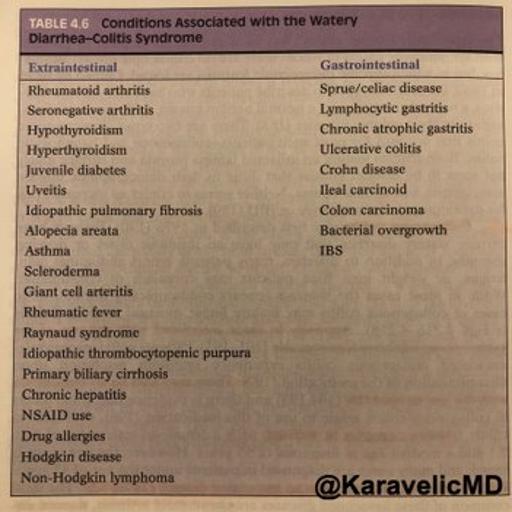 TABLE 4.6 Conditions Associated with the Watery
Diarrhea–Colitis Syndrome
Extraintestinal
Rheumatoid arthritis
Seronegative arthritis
Hypothyroidism
Hyperthyroidism
Juvenile diabetes
Uveitis
Idiopathic pulmonary fibrosis
Alopecia areata
Asthma
Scleroderma
Giant cell arteritis
Rheumatic fever
Raynaud syndrome
Idiopathic thrombocytopenic purpura
Primary biliary cirrhosis
Chronic hepatitis
NSAID use
Drug allergies
Hodgkin disease
Non-Hodgkin lymphoma
Gastrointestinal
Sprue/celiac disease
Lymphocytic gastritis
Chronic atrophic gastritis
Ulcerative colitis
Crohn disease
Ileal carcinoid
Colon carcinoma
Bacterial overgrowth
IBS
@KaravelicMD